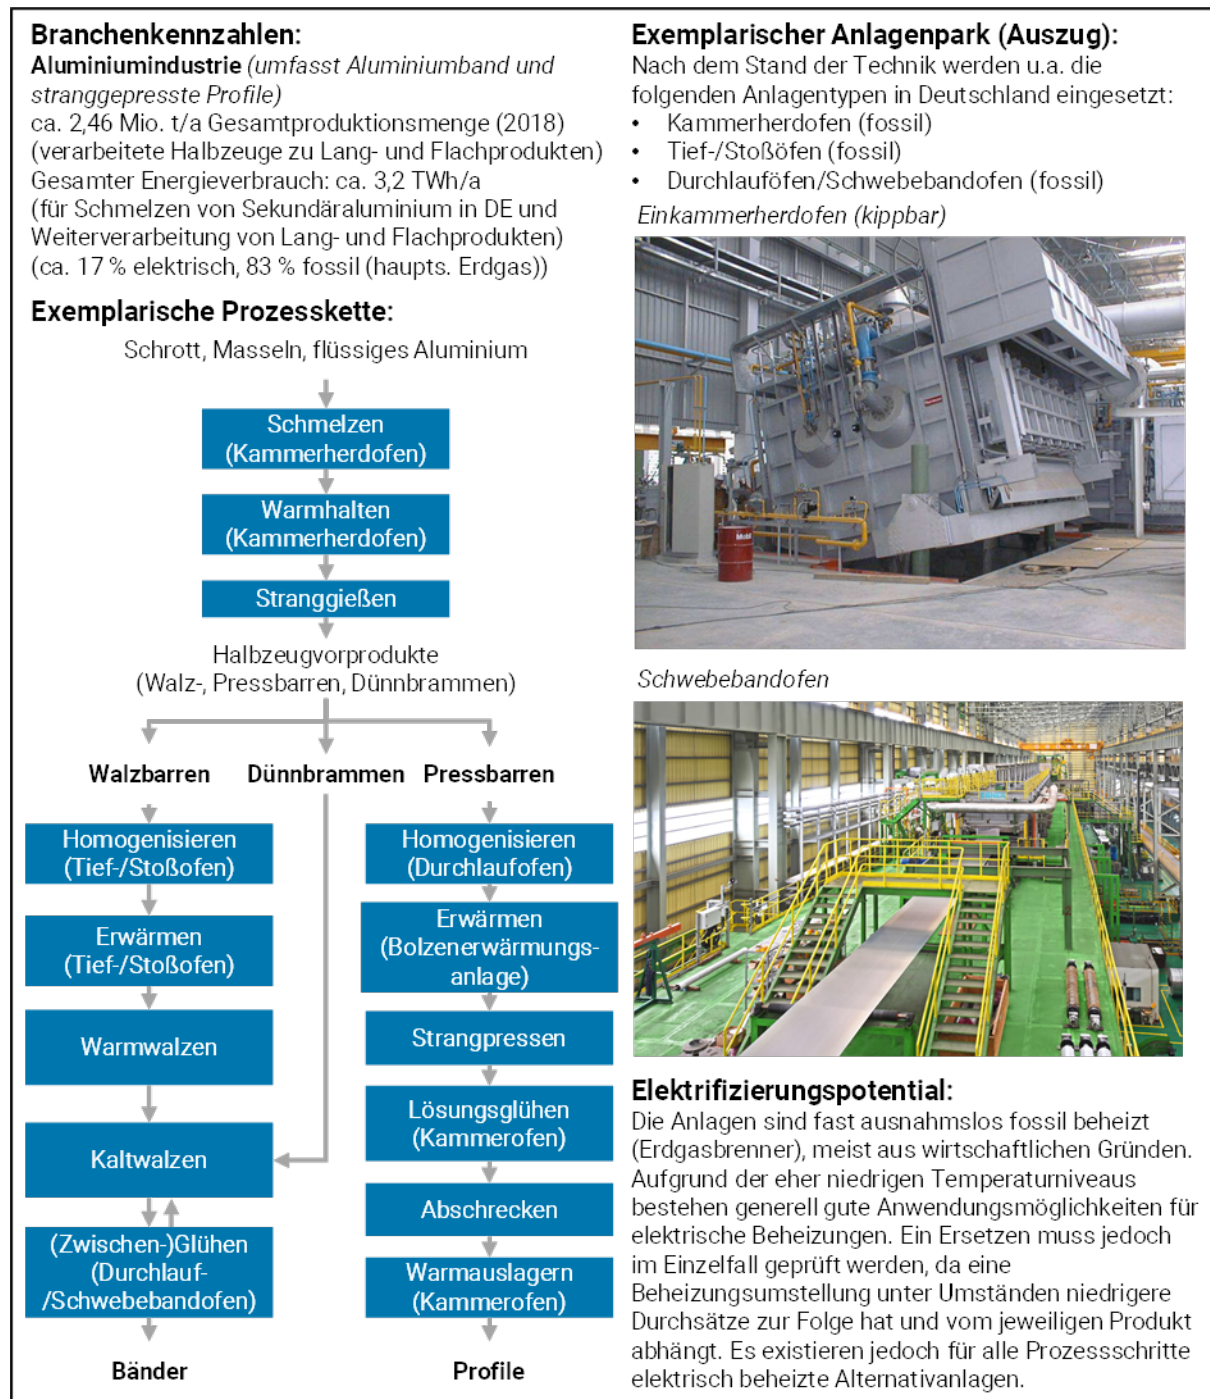 Branchenkennzahlen:
Aluminiumindustrie (umfasst Aluminiumband und
stranggepresste Profile)
ca. 2,46 Mio. t/a Gesamtproduktionsmenge (2018)
(verarbeitete Halbzeuge zu Lang- und Flachprodukten)
Gesamter Energieverbrauch: ca. 3,2 TWh/a
(für Schmelzen von Sekundäraluminium in DE und
Weiterverarbeitung von Lang- und Flachprodukten)
(ca. 17 % elektrisch, 83 % fossil (haupts. Erdgas))
Exemplarische Prozesskette:
Schrott, Masseln, flüssiges Aluminium
Schmelzen
(Kammerherdofen)
Warmhalten
(Kammerherdofen)
Stranggießen
Halbzeugvorprodukte
(Walz-, Pressbarren, Dünnbrammen)
Walzbarren
Dünnbrammen
Pressbarren
Homogenisieren
(Tief-/Stoßofen)
Erwärmen
(Tief-/Stoßofen)
Warmwalzen
Kaltwalzen
(Zwischen-)Glühen
(Durchlauf-
/Schwebebandofen)
Bänder
Homogenisieren
(Durchlaufofen)
Erwärmen
(Bolzenerwärmungs-
anlage)
Strangpressen
Lösungsglühen
(Kammerofen)
Abschrecken
Warmauslagern
(Kammerofen)
Profile
Exemplarischer Anlagenpark (Auszug):
Nach dem Stand der Technik werden u.a. die
folgenden Anlagentypen in Deutschland eingesetzt:
• Kammerherdofen (fossil)
• Tief-/Stoßöfen (fossil)
• Durchlauföfen/Schwebebandofen (fossil)
Einkammerherdofen (kippbar)
Mobil
Schwebebandofen
Elektrifizierungspotential:
Die Anlagen sind fast ausnahmslos fossil beheizt
(Erdgasbrenner), meist aus wirtschaftlichen Gründen.
Aufgrund der eher niedrigen Temperaturniveaus
bestehen generell gute Anwendungsmöglichkeiten für
elektrische Beheizungen. Ein Ersetzen muss jedoch
im Einzelfall geprüft werden, da eine
Beheizungsumstellung unter Umständen niedrigere
Durchsätze zur Folge hat und vom jeweiligen Produkt
abhängt. Es existieren jedoch für alle Prozessschritte
elektrisch beheizte Alternativanlagen.